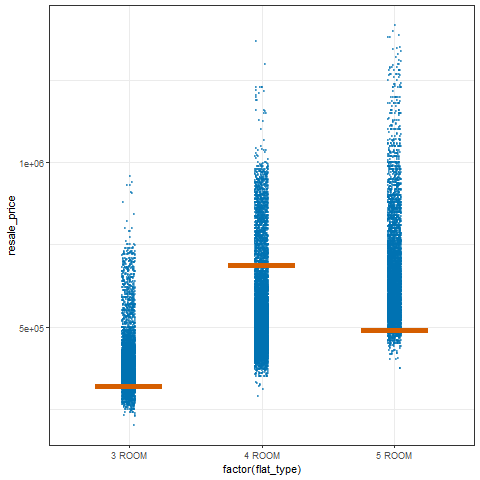 resale_price
1e+06
5e+05
3 ROOM 4 ROOM 5 ROOM
factor(flat_type)